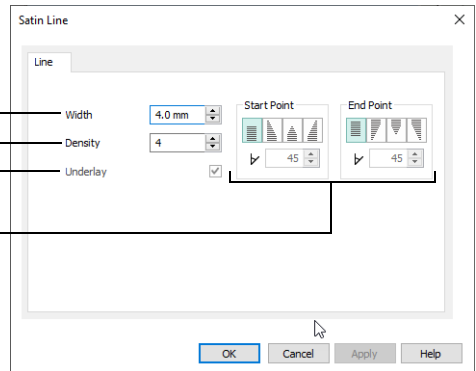 Satin Line
Line
Width 4.0 mm
Density 4
Underlay
Start Point
45
End Point
45
OK Cancel Apply Help